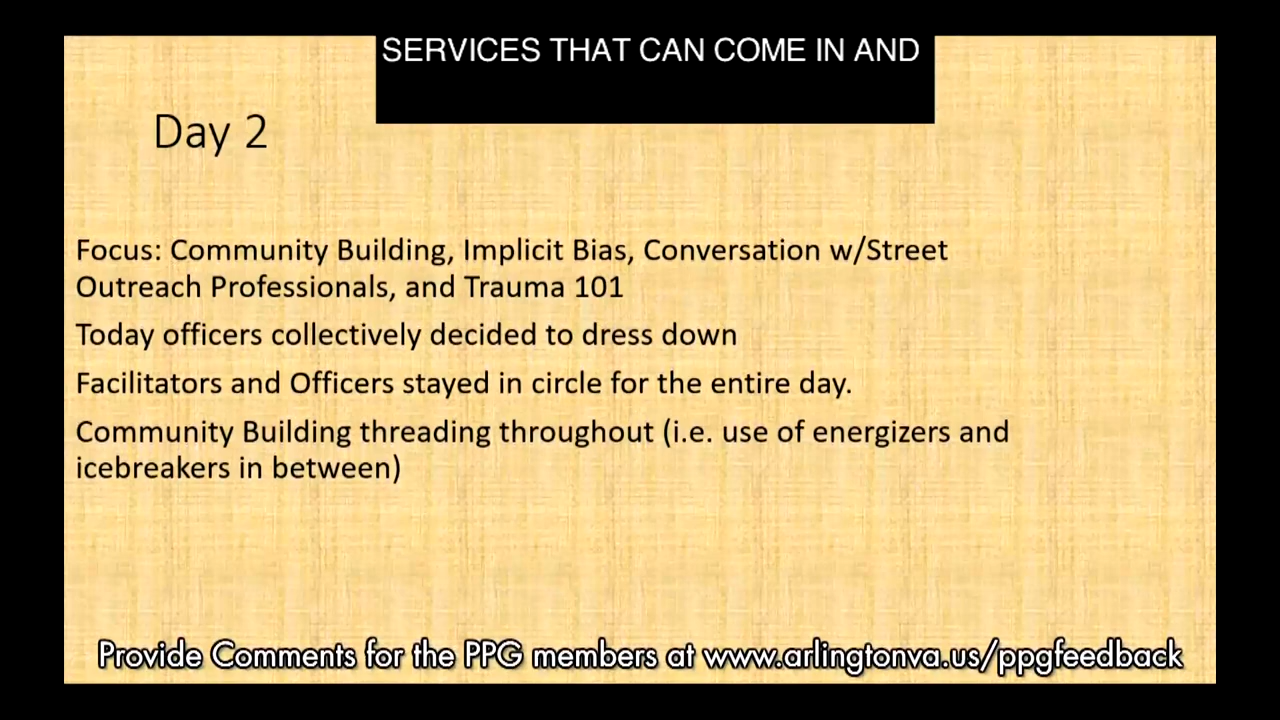 SERVICES THAT CAN COME IN AND
Day 2
Focus: Community Building, Implicit Bias, Conversation w/Street
Outreach Professionals, and Trauma 101
Today officers collectively decided to dress down
Facilitators and Officers stayed in circle for the entire day.
Community Building threading throughout (i.e. use of energizers and
icebreakers in between)
Provide Comments for the PPG members at www.arlingtonva.us/ppgfeedback